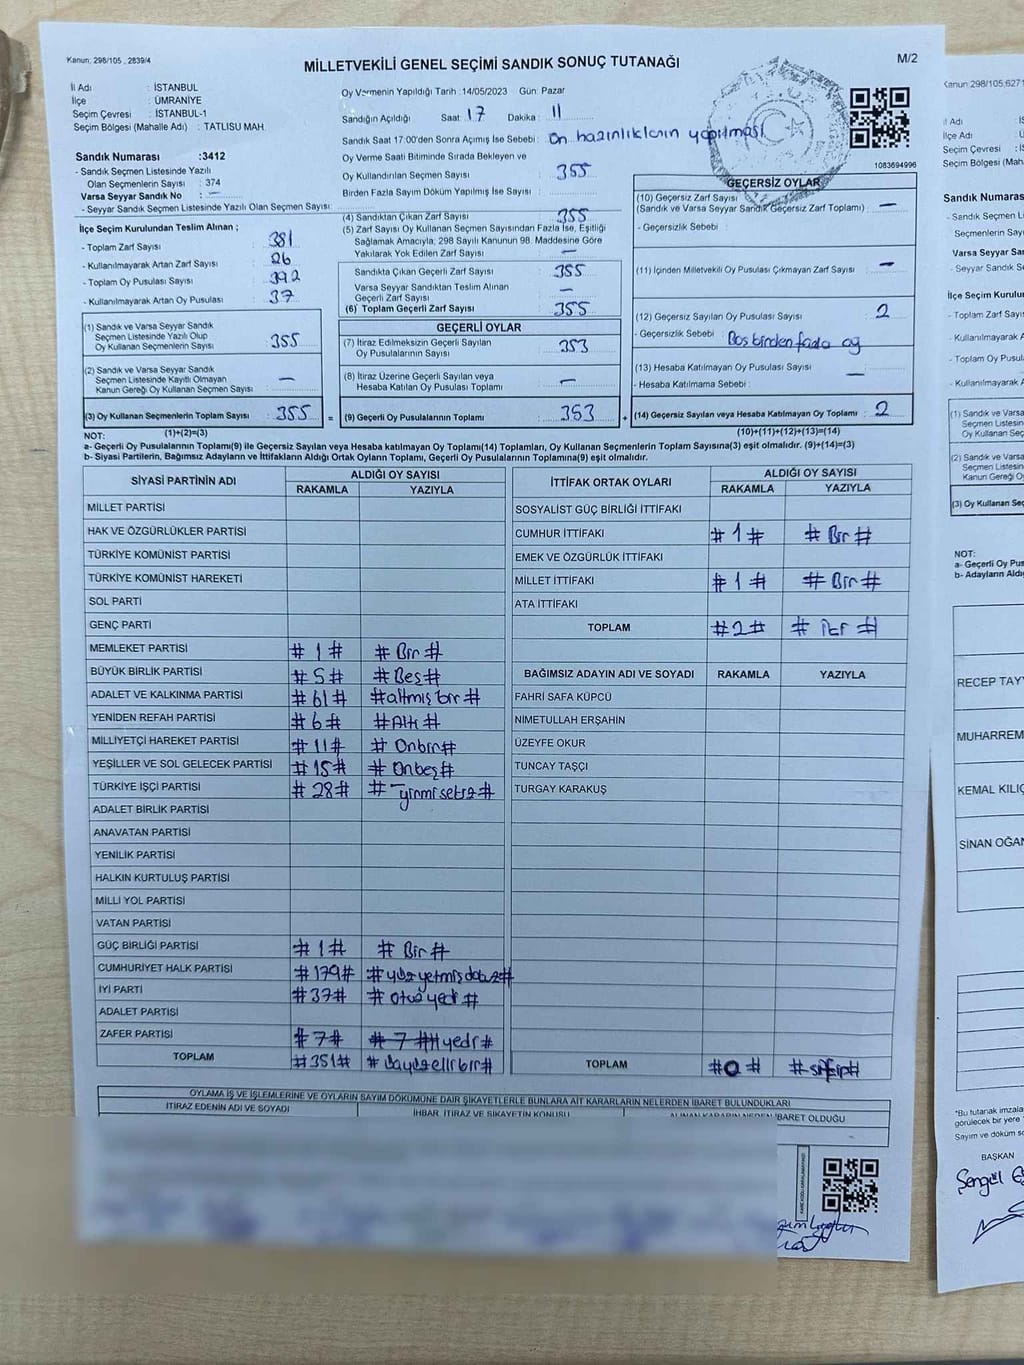 Kanun: 298/105 , 2839/4
MİLLETVEKİLİ GENEL SEÇİMİ SANDIK SONUÇ TUTANAĞI
M/2
İl Adı : İSTANBUL
İlçe : ÜMRANİYE
Seçim Çevresi : İSTANBUL-1
Seçim Bölgesi (Mahalle Adı) : TATLISU MAH.
Sandık Numarası :3412
- Sandık Seçmen Listesinde Yazılı
Olan Seçmenlerin Sayısı : 374
Varsa Seyyar Sandık No :
- Seyyar Sandık Seçmen Listesinde Yazılı Olan Seçmen Sayısı:
Oy Vermenin Yapıldığı Tarih :14/05/2023 Gün: Pazar
Sandığın Açıldığı Saat : 17 Dakika : 11
Sandık Saat 17:00'den Sonra Açmış İse Sebebi: Ön hazırlıkların yapılması
Oy Verme Saati Bitiminde Sırada Bekleyen ve
Oy Kullandırılan Seçmen Sayısı : 355
Birden Fazla Sayım Döküm Yapılmış İse Sayısı :
1083694996
İlçe Seçim Kurulundan Teslim Alınan ;
- Toplam Zarf Sayısı : 381
- Kullanılmayarak Artan Zarf Sayısı : 26
- Toplam Oy Pusulası Sayısı : 392
- Kullanılmayarak Artan Oy Pusulası : 37
(1) Sandık ve Varsa Seyyar Sandık
Seçmen Listesinde Yazılı Olup
Oy Kullanan Seçmenlerin Sayısı : 355
(2) Sandık ve Varsa Seyyar Sandık
Seçmen Listesinde Kayıtlı Olmayan
Kanun Gereği Oy Kullanan Seçmen Sayısı : —
(3) Oy Kullanan Seçmenlerin Toplam Sayısı : 355 =
(1)+(2)=(3)
(4) Sandıktan Çıkan Zarf Sayısı : 355
(5) Zarf Sayısı Oy Kullanan Seçmen Sayısından Fazla İse, Eşitliği
Sağlamak Amacıyla; 298 Sayılı Kanunun 98. Maddesine Göre
Yakılarak Yok Edilen Zarf Sayısı : —
Sandıkta Çıkan Geçerli Zarf Sayısı : 355
Varsa Seyyar Sandıktan Teslim Alınan
Geçerli Zarf Sayısı : —
(6) Toplam Geçerli Zarf Sayısı : 355
GEÇERLİ OYLAR
(7) İtiraz Edilmeksizin Geçerli Sayılan
Oy Pusulalarının Sayısı : 353
(8) İtiraz Üzerine Geçerli Sayılan veya
Hesaba Katılan Oy Pusulası Toplamı : —
(9) Geçerli Oy Pusulalarının Toplamı : 353 +
GEÇERSİZ OYLAR
(10) Geçersiz Zarf Sayısı : —
(Sandık ve Varsa Seyyar Sandık Geçersiz Zarf Toplamı)
- Geçersizlik Sebebi :
(11) İçinden Milletvekili Oy Pusulası Çıkmayan Zarf Sayısı : —
(12) Geçersiz Sayılan Oy Pusulası Sayısı : 2
- Geçersizlik Sebebi : Boş birden fazla oy
(13) Hesaba Katılmayan Oy Pusulası Sayısı : —
- Hesaba Katılmama Sebebi :
(14) Geçersiz Sayılan veya Hesaba Katılmayan Oy Toplamı : 2
(10)+(11)+(12)+(13)=(14)
NOT:
a- Geçerli Oy Pusulalarının Toplamı(9) ile Geçersiz Sayılan veya Hesaba katılmayan Oy Toplamı(14) Toplamları, Oy Kullanan Seçmenlerin Toplam Sayısına(3) eşit olmalıdır. (9)+(14)=(3)
b- Siyasi Partilerin, Bağımsız Adayların ve İttifakların Aldığı Ortak Oyların Toplamı, Geçerli Oy Pusulalarının Toplamına(9) eşit olmalıdır.
SİYASİ PARTİNİN ADI ALDIĞI OY SAYISI
RAKAMLA YAZIYLA
MİLLET PARTİSİ
HAK VE ÖZGÜRLÜKLER PARTİSİ
TÜRKİYE KOMÜNİST PARTİSİ
TÜRKİYE KOMÜNİST HAREKETİ
SOL PARTİ
GENÇ PARTİ
MEMLEKET PARTİSİ # 1 # # Bir #
BÜYÜK BİRLİK PARTİSİ # 5 # # Beş #
ADALET VE KALKINMA PARTİSİ # 61 # # altmış bir #
YENİDEN REFAH PARTİSİ # 6 # # Altı #
MİLLİYETÇİ HAREKET PARTİSİ # 11 # # Onbir #
YEŞİLLER VE SOL GELECEK PARTİSİ # 15 # # Onbeş #
TÜRKİYE İŞÇİ PARTİSİ # 28 # # yirmi sekiz #
ADALET BİRLİK PARTİSİ
ANAVATAN PARTİSİ
YENİLİK PARTİSİ
HALKIN KURTULUŞ PARTİSİ
MİLLİ YOL PARTİSİ
VATAN PARTİSİ
GÜÇ BİRLİĞİ PARTİSİ # 1 # # Bir #
CUMHURİYET HALK PARTİSİ # 179 # # yüz yetmiş dokuz #
İYİ PARTİ # 37 # # otuz yedi #
ADALET PARTİSİ
ZAFER PARTİSİ # 7 # # 7 ## yedi #
TOPLAM # 351 # # üçyüz elli bir #
İTTİFAK ORTAK OYLARI ALDIĞI OY SAYISI
RAKAMLA YAZIYLA
SOSYALİST GÜÇ BİRLİĞİ İTTİFAKI
CUMHUR İTTİFAKI # 1 # # Bir #
EMEK VE ÖZGÜRLÜK İTTİFAKI
MİLLET İTTİFAKI # 1 # # Bir #
ATA İTTİFAKI
TOPLAM # 2 # # iki #
BAĞIMSIZ ADAYIN ADI VE SOYADI RAKAMLA YAZIYLA
FAHRİ SAFA KÜPCÜ
NİMETULLAH ERŞAHİN
ÜZEYFE OKUR
TUNCAY TAŞÇI
TURGAY KARAKUŞ
TOPLAM # 0 # # sıfır #
OYLAMA İŞ VE İŞLEMLERİNE VE OYLARIN SAYIM DÖKÜMÜNE DAİR ŞİKAYETLERLE BUNLARA AİT KARARLARIN NELERDEN İBARET BULUNDUKLARI
İTİRAZ EDENİN ADI VE SOYADI
İHBAR, İTİRAZ VE ŞİKAYETİN KONUSU
ALINAN KARARIN NEDEN İBARET OLDUĞU
Kanun: 298/105,627
İl Adı : İS
İlçe
Seçim Çevresi
Seçim Bölgesi (Mah
Sandık Numarası
- Sandık Seçmen
Seçmenlerin Sayı
Varsa Seyyar San
- Seyyar Sandık Se
İlçe Seçim Kurulun
- Toplam Zarf Sayı
- Kullanılmayarak
- Toplam Oy Pusul
- Kullanılmayarak
(1) Sandık ve Varsa
Seçmen Listesin
Oy Kullanan Seç
(2) Sandık ve Varsa
Seçmen Listesin
Kanun Gereği Oy
(3) Oy Kullanan Seç
NOT:
a- Geçerli Oy Pus
b- Adayların Aldığ
RECEP TAYY
MUHARREM
KEMAL KILIÇ
SİNAN OĞAN
*Bu tutanak imzala
görülecek bir yere
Sayım ve döküm so
BAŞKAN
Şengül